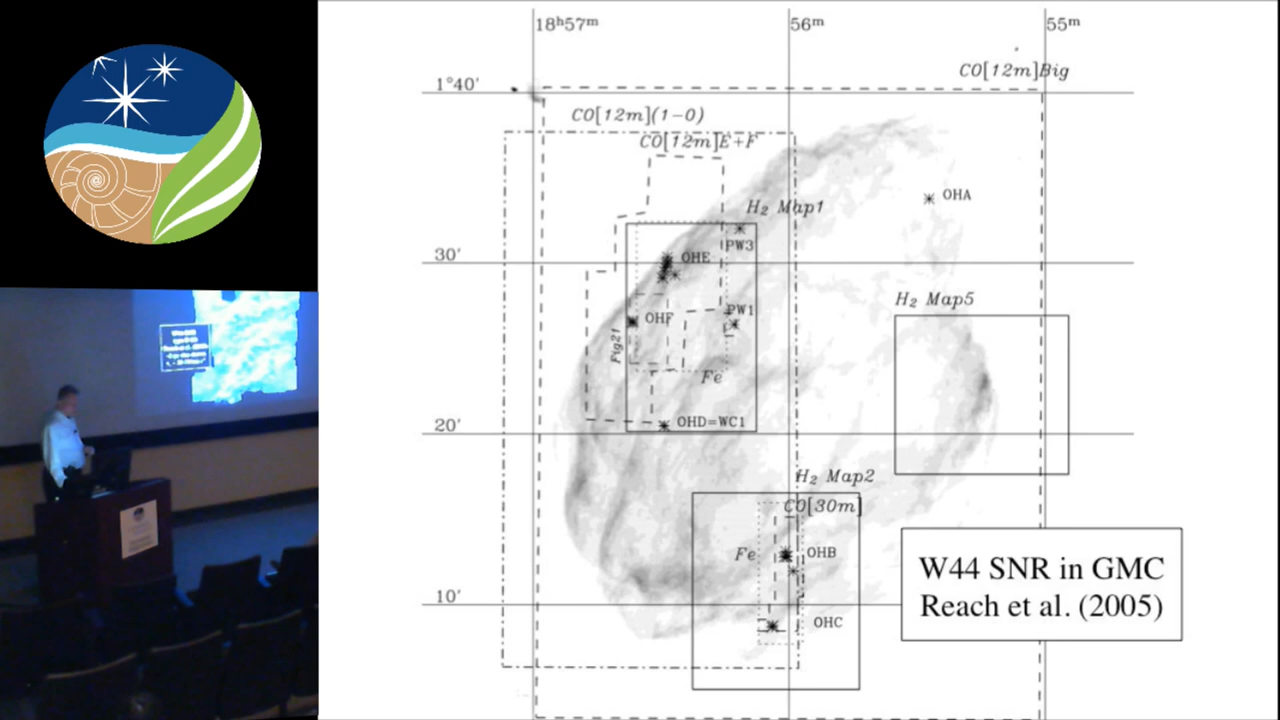 18ʰ57ᵐ
56ᵐ
55ᵐ
CO[12m]Big
1°40'
CO[12m](1-0)
CO[12m]E+F
OHA
H₂ Map1
PW3
30'
OHE
H₂ Map5
PW1
OHF
Fig21
Fe
20'
OHD=WC1
H₂ Map2
CO[30m]
Fe
OHB
W44 SNR in GMC
10'
Reach et al. (2005)
OHC